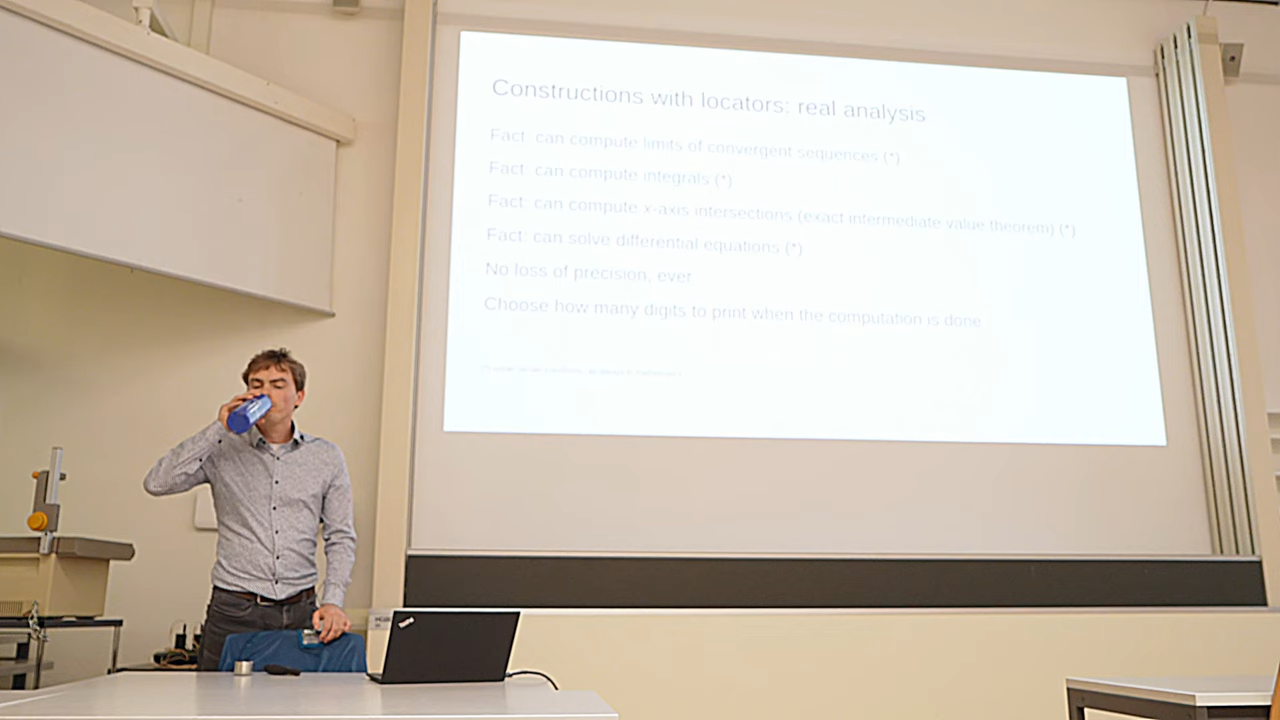 Constructions with locators: real analysis
Fact: can compute limits of convergent sequences (*)
Fact: can compute integrals (*)
Fact: can compute x-axis intersections (exact intermediate value theorem) (*)
Fact: can solve differential equations (*)
No loss of precision, ever
Choose how many digits to print when the computation is done
ThinkPad